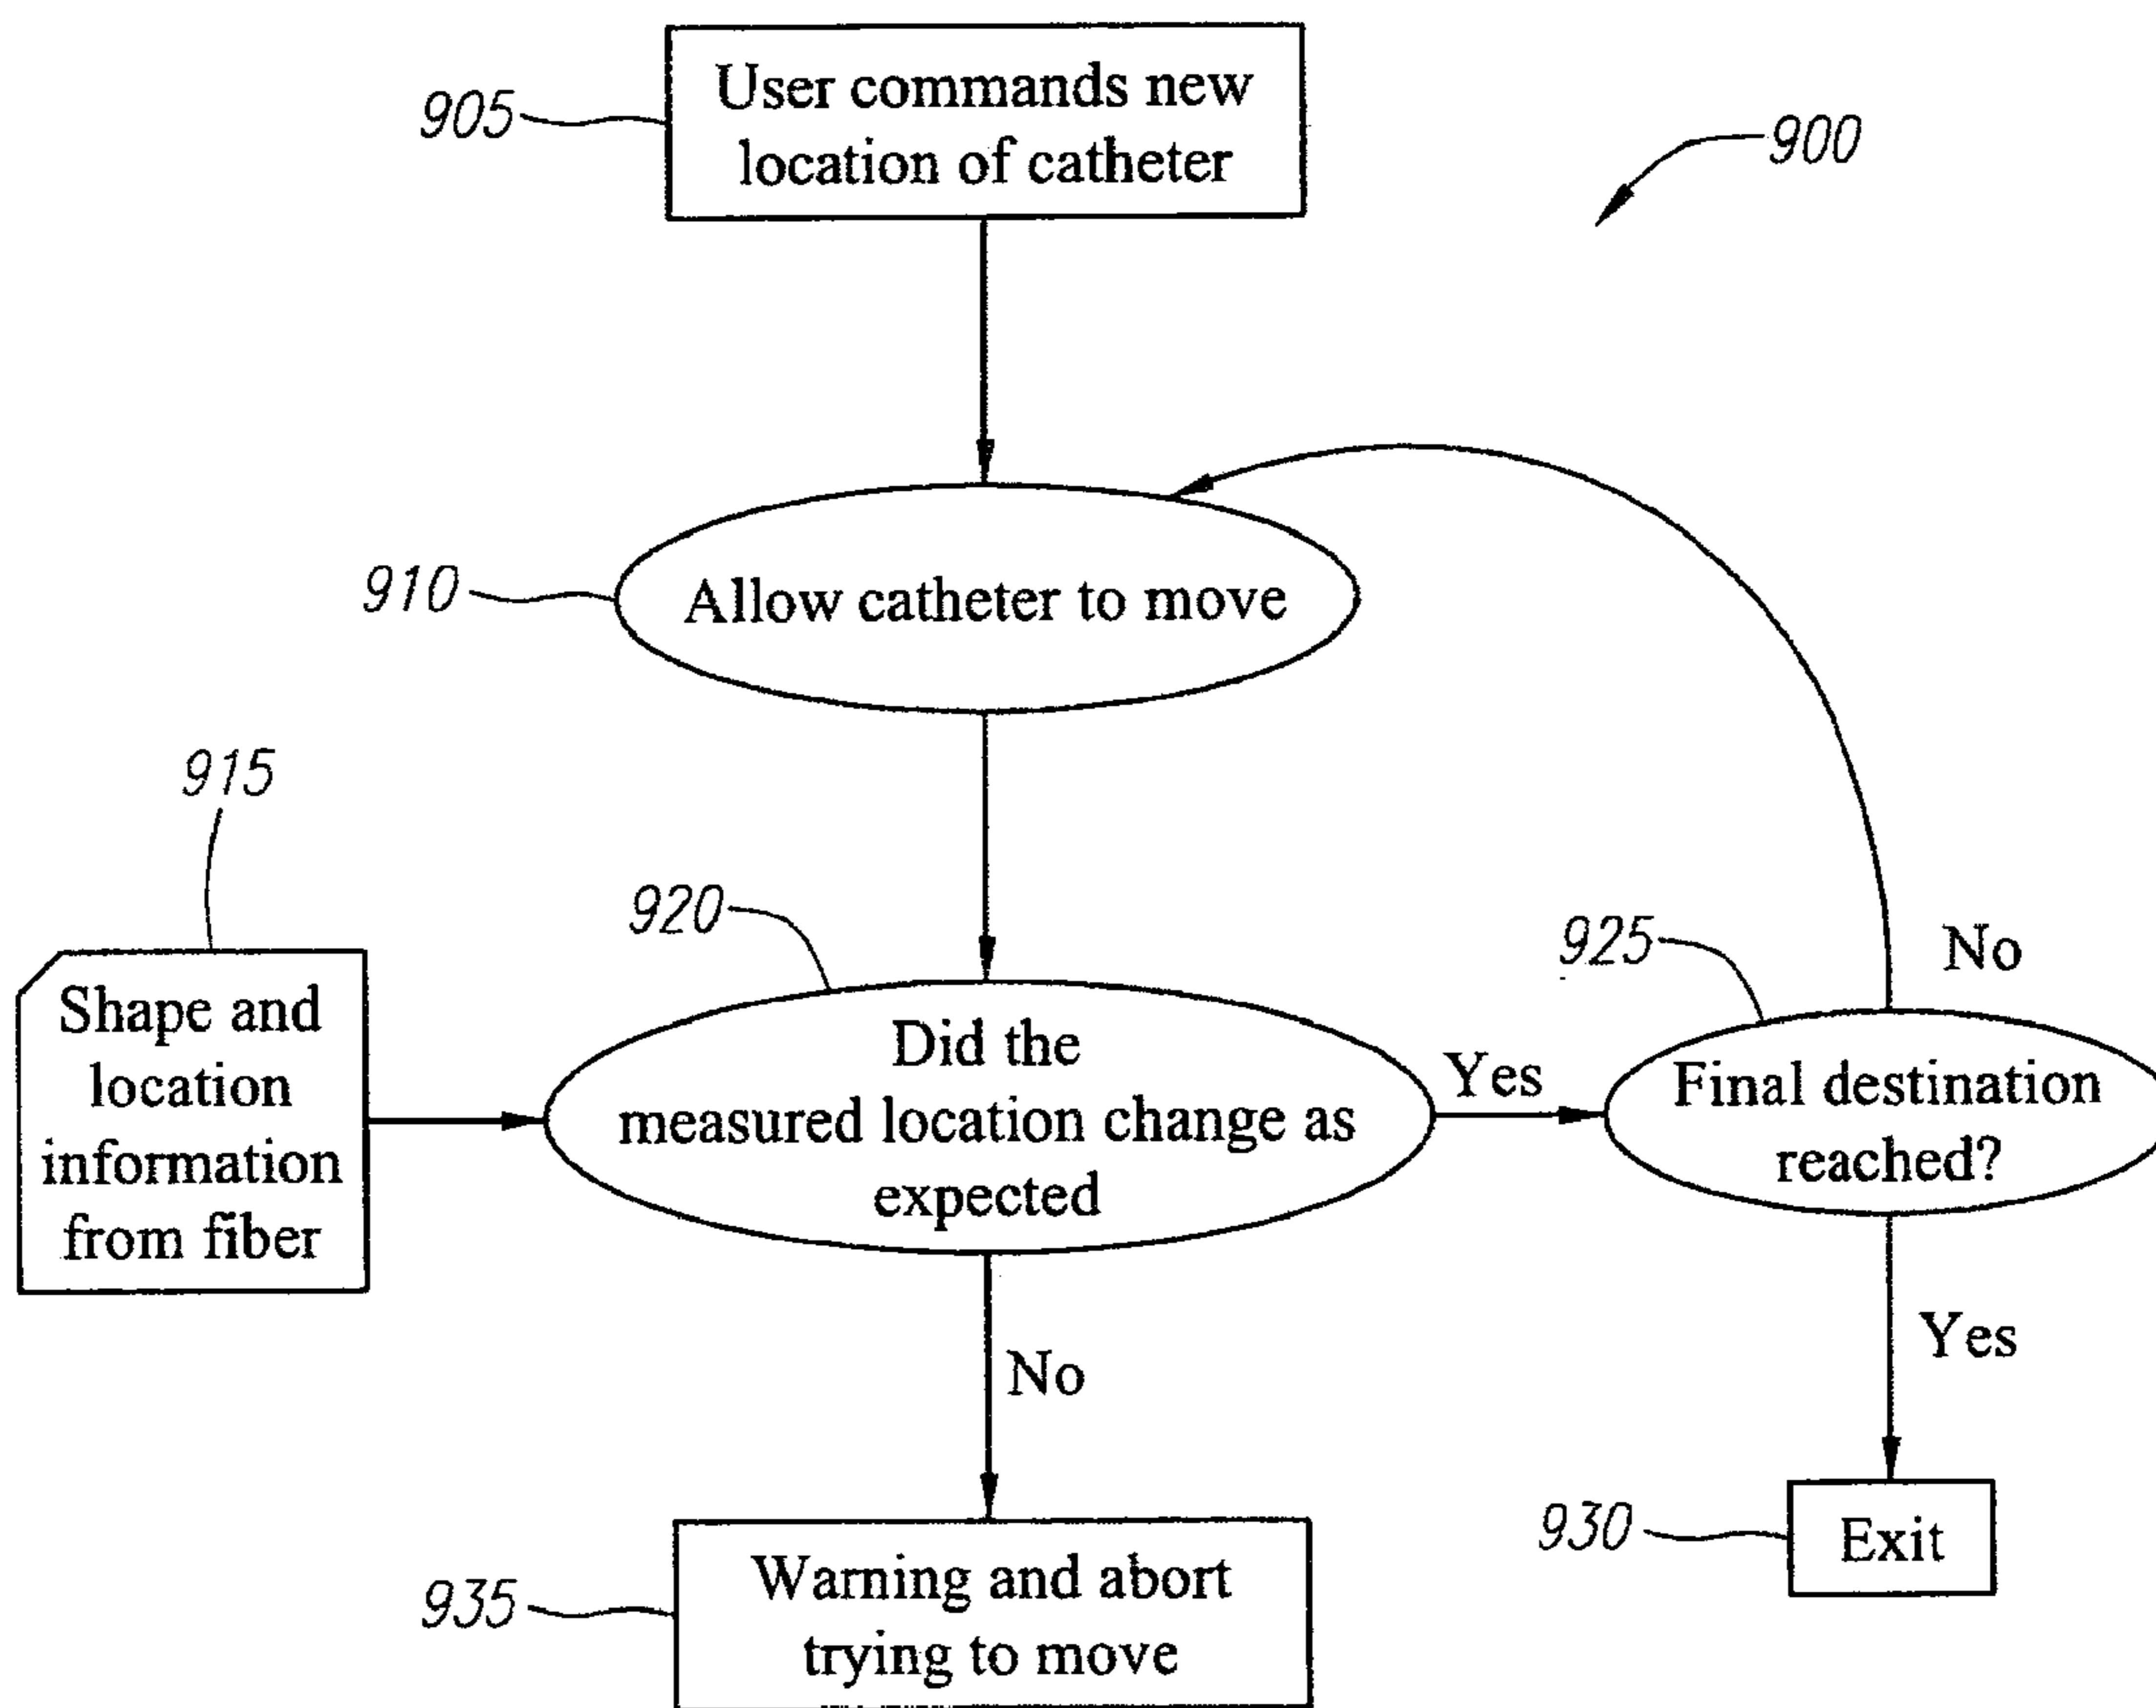 User commands new
location of catheter
905
900
910
Allow catheter to move
915
920
925
No
Shape and
location
information
from fiber
Did the
measured location change as
expected
Yes
Final destination
reached?
No
Yes
930
Exit
935
Warning and abort
trying to move